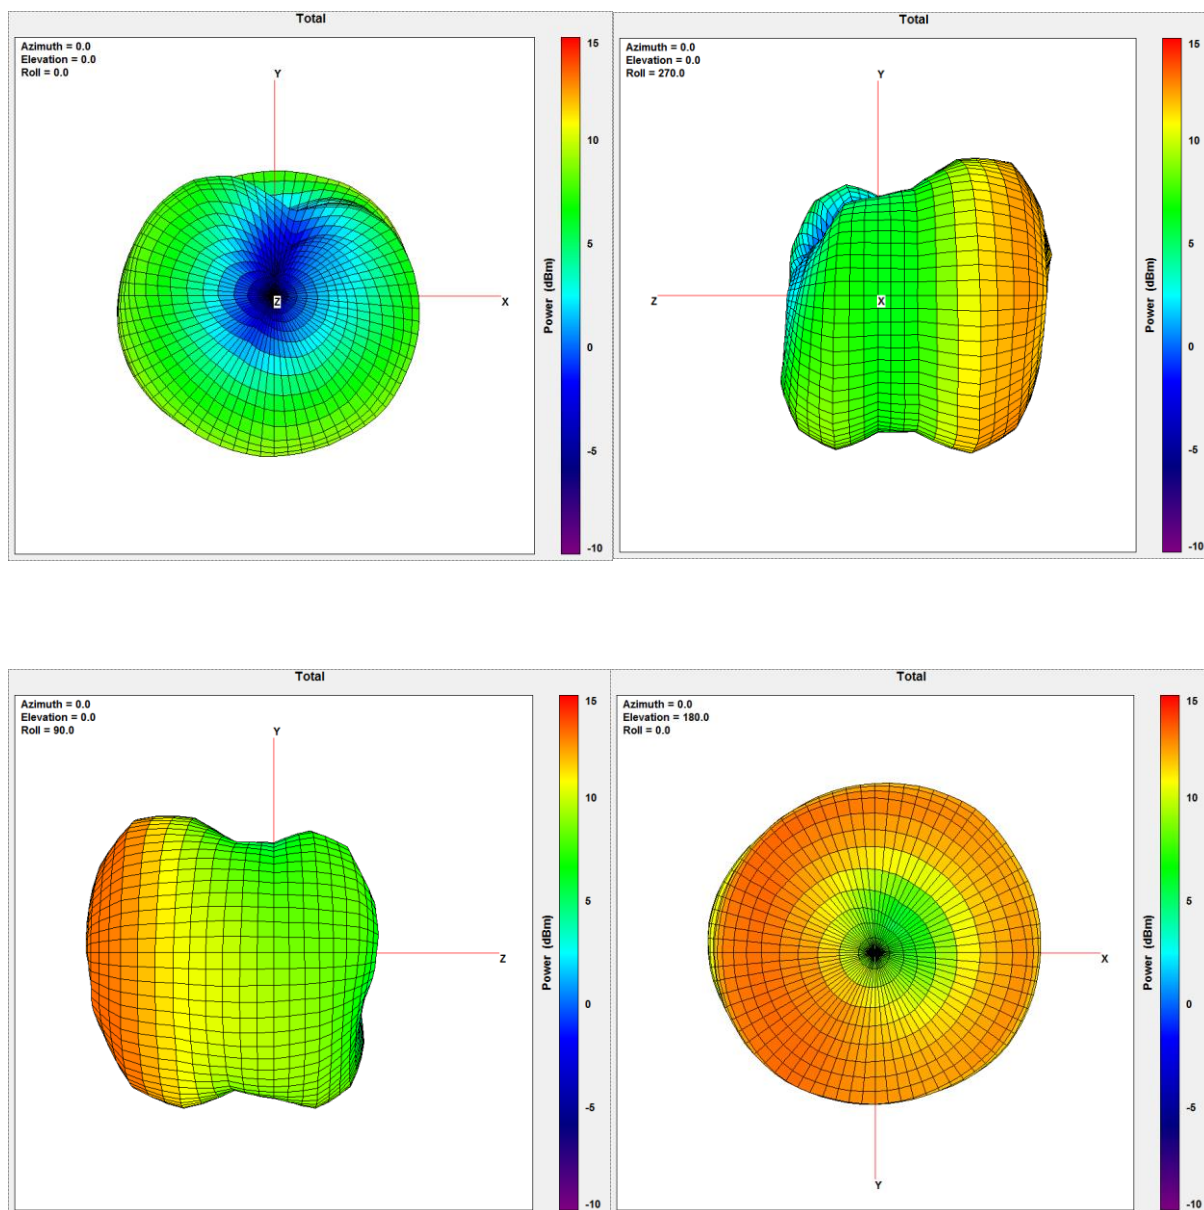 Total
Azimuth = 0.0
Elevation = 0.0
Roll = 0.0
Y
X
Z
15
10
5
0
-5
-10
Power (dBm)
Total
Azimuth = 0.0
Elevation = 0.0
Roll = 270.0
Y
Z
X
15
10
5
0
-5
-10
Power (dBm)
Total
Azimuth = 0.0
Elevation = 0.0
Roll = 90.0
Y
Z
15
10
5
0
-5
-10
Power (dBm)
Total
Azimuth = 0.0
Elevation = 180.0
Roll = 0.0
X
Y
15
10
5
0
-5
-10
Power (dBm)